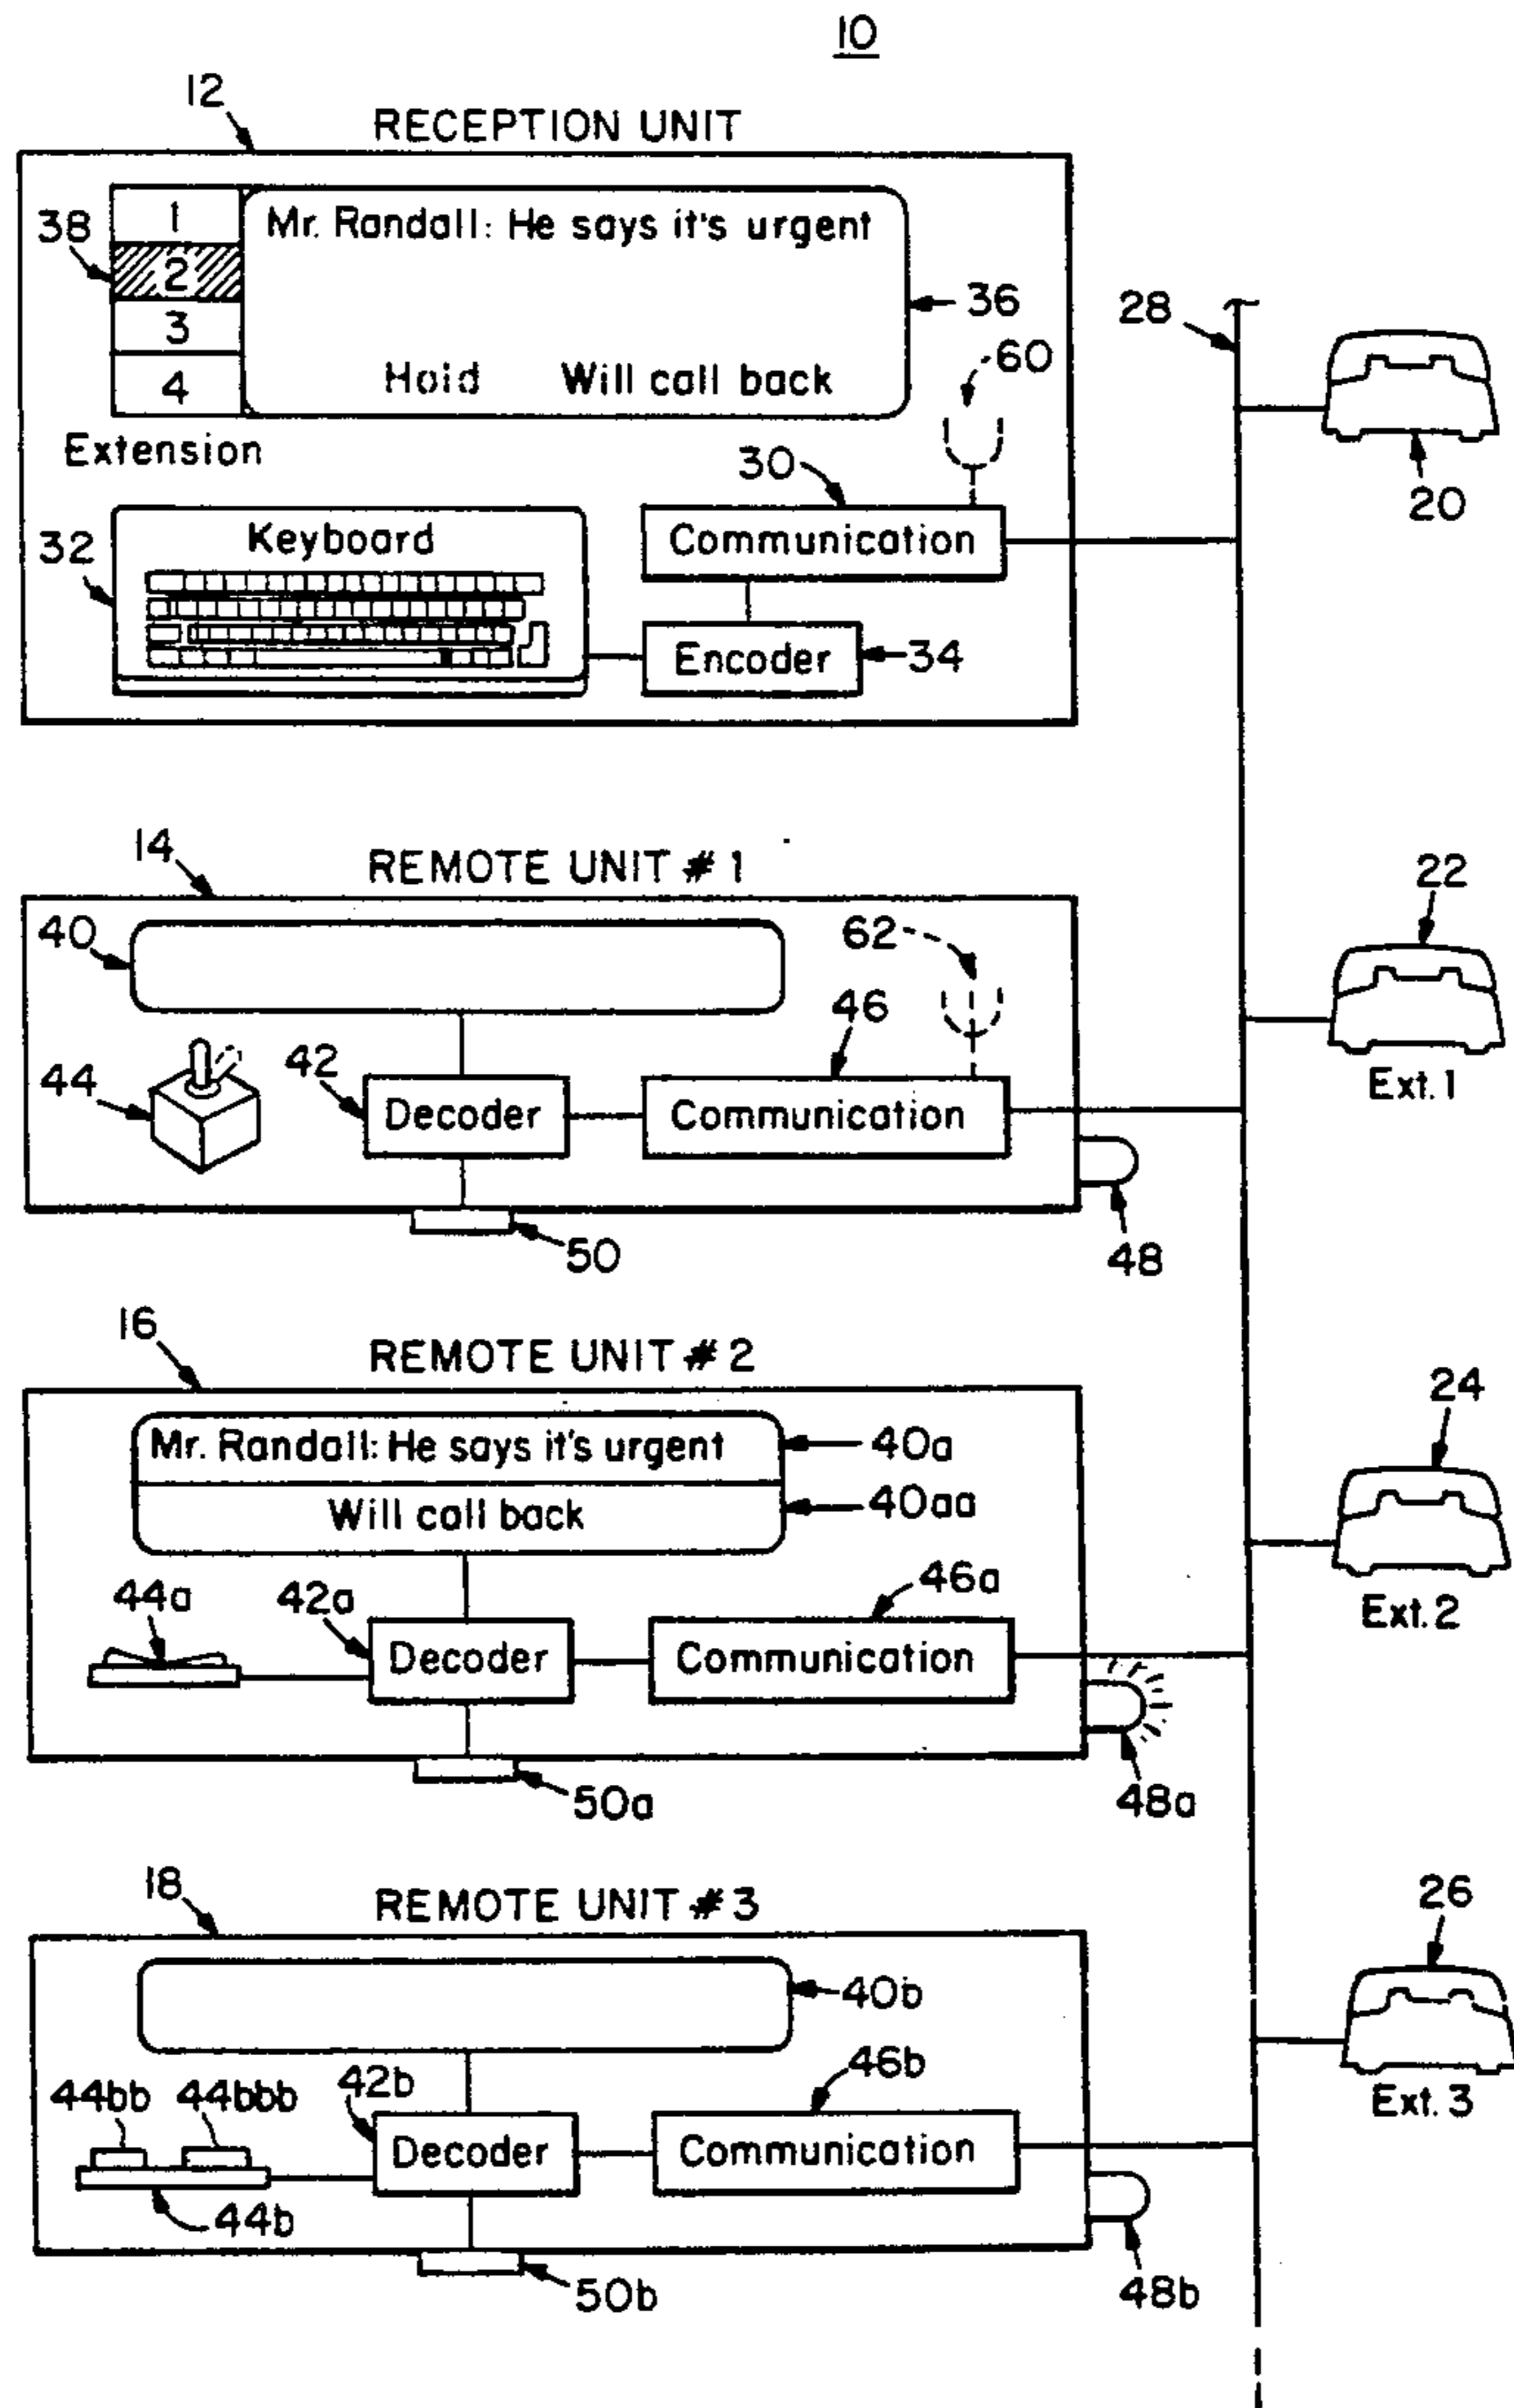 10
12
RECEPTION UNIT
38
1
2
3
4
Mr. Randall: He says it's urgent
Hold Will call back
36
60
28
20
Extension
30
32
Keyboard
Communication
Encoder
34
14
REMOTE UNIT # 1
22
40
62
46
44
42
Decoder
Communication
Ext. 1
50
48
16
REMOTE UNIT # 2
24
Mr. Randall: He says it's urgent
40a
Will call back
40aa
44a
42a
46a
Decoder
Communication
Ext. 2
50a
48a
18
REMOTE UNIT # 3
26
40b
44bb
44bbb
42b
46b
Decoder
Communication
Ext. 3
44b
50b
48b